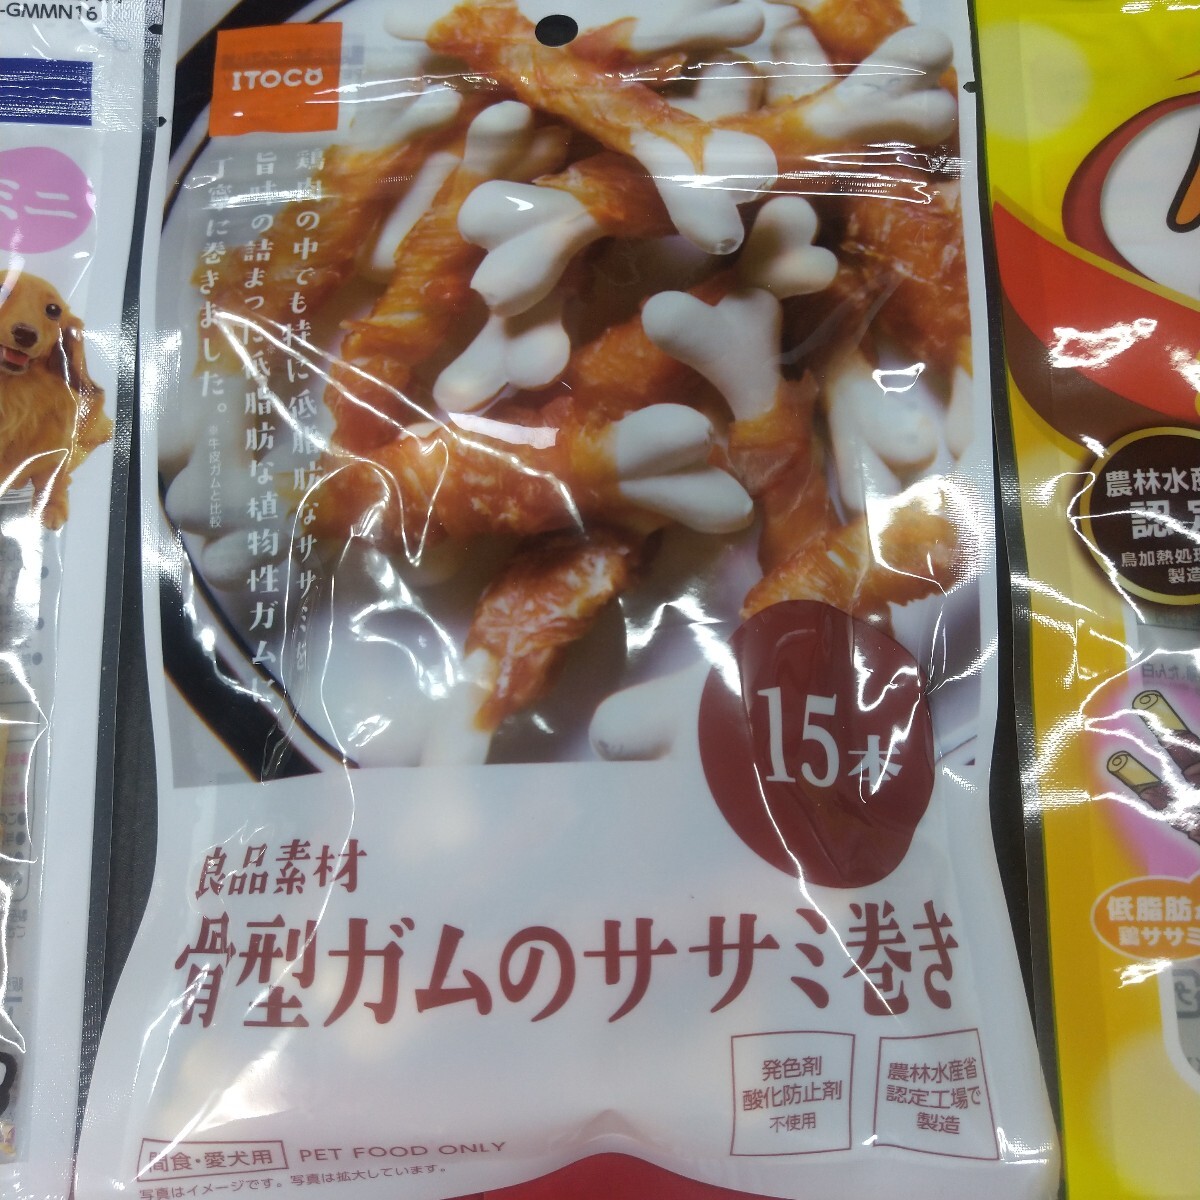 -GMMN16
ミニ
ITOCO
鶏肉の中でも特に低脂肪なササミを
旨味の詰まった低脂肪な植物性ガムに
丁寧に巻きました。
※牛皮ガムと比較
15本
良品素材
骨型ガムのササミ巻き
発色剤
酸化防止剤
不使用
農林水産省
認定工場で
製造
間食・愛犬用
PET FOOD ONLY
写真はイメージです。写真は拡大しています。
農林水産
認定
鳥加熱処理
製造
低脂肪
鶏ササミ